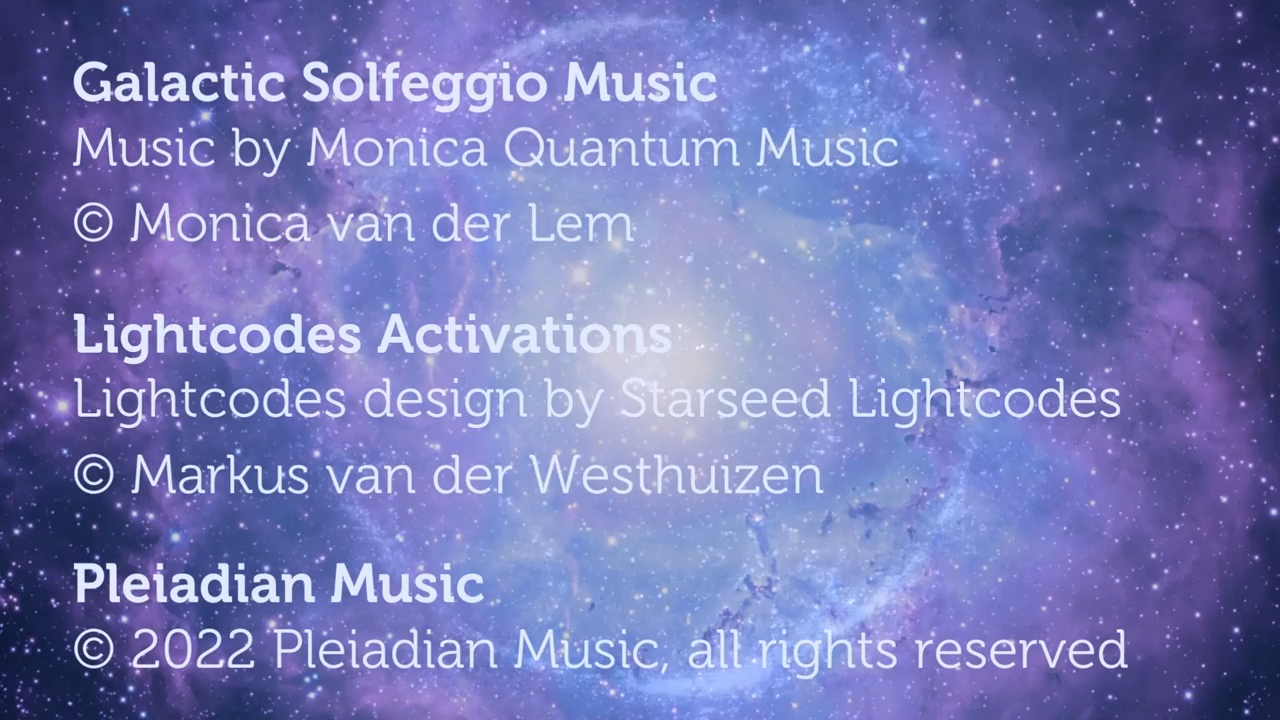 Galactic Solfeggio Music
Music by Monica Quantum Music
© Monica van der Lem
Lightcodes Activations
Lightcodes design by Starseed Lightcodes
© Markus van der Westhuizen
Pleiadian Music
© 2022 Pleiadian Music, all rights reserved